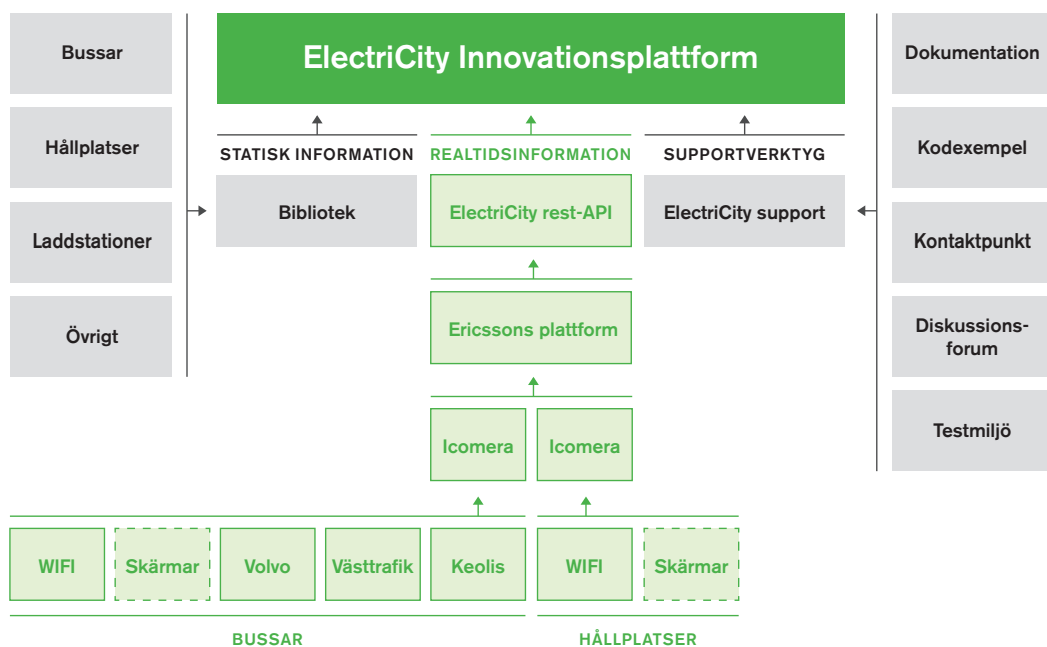 ElectriCity Innovationsplattform
Bussar
Hållplatser
Laddstationer
Övrigt
STATISK INFORMATION
Bibliotek
REALTIDSINFORMATION
ElectriCity rest-API
SUPPORTVERKTYG
ElectriCity support
Dokumentation
Kodexempel
Kontaktpunkt
Diskussions-
forum
Testmiljö
Ericssons plattform
Icomera
Icomera
WIFI
Skärmar
Volvo
Västtrafik
Keolis
WIFI
Skärmar
BUSSAR
HÅLLPLATSER